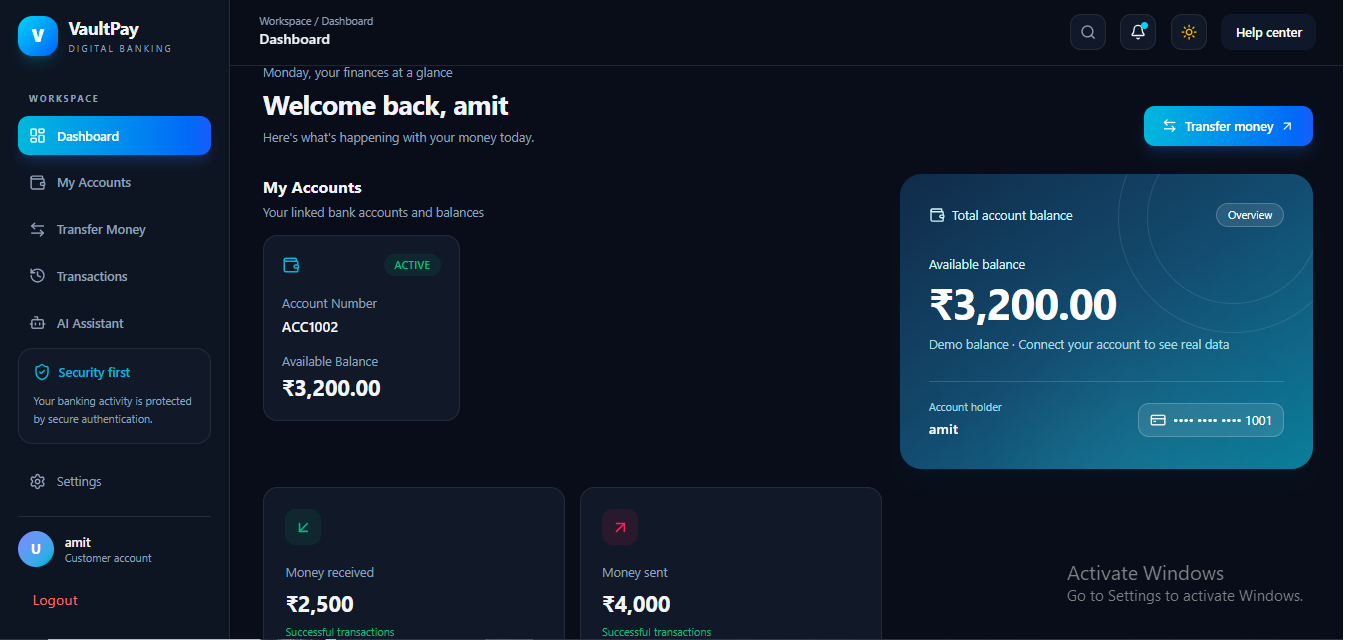 V
VaultPay
DIGITAL BANKING
WORKSPACE
Dashboard
My Accounts
Transfer Money
Transactions
AI Assistant
Security first
Your banking activity is protected
by secure authentication.
Settings
U
amit
Customer account
Logout
Workspace / Dashboard
Dashboard
Help center
Monday, your finances at a glance
Welcome back, amit
Here's what's happening with your money today.
Transfer money
My Accounts
Your linked bank accounts and balances
ACTIVE
Account Number
ACC1002
Available Balance
₹3,200.00
Total account balance
Overview
Available balance
₹3,200.00
Demo balance · Connect your account to see real data
Account holder
amit
•••• •••• •••• 1001
Money received
₹2,500
Successful transactions
Money sent
₹4,000
Successful transactions
Activate Windows
Go to Settings to activate Windows.